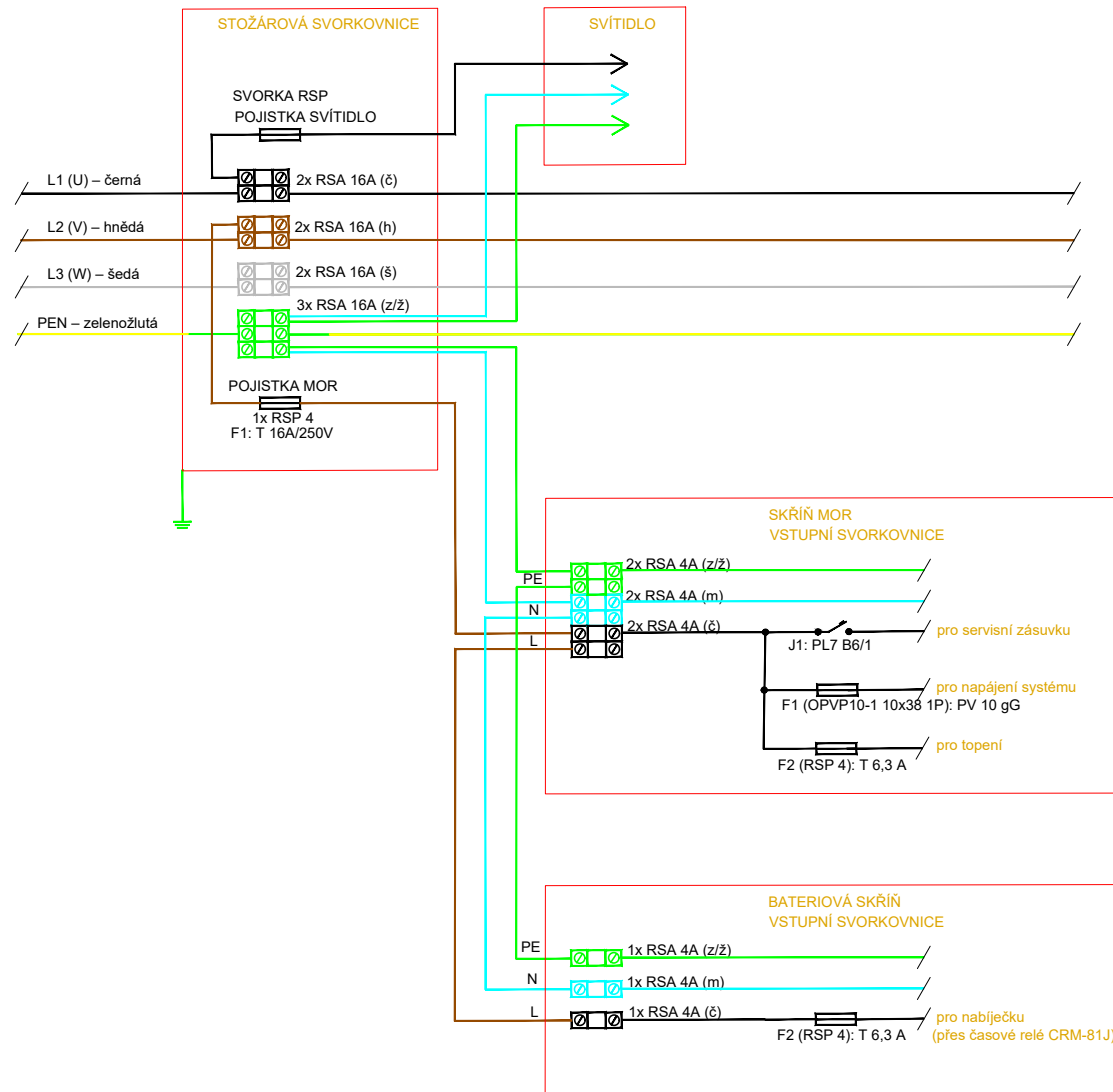 STOŽÁROVÁ SVORKOVNICE
SVÍTIDLO
SVORKA RSP
POJISTKA SVÍTIDLO
L1 (U) – černá
2x RSA 16A (č)
L2 (V) – hnědá
2x RSA 16A (h)
L3 (W) – šedá
2x RSA 16A (š)
3x RSA 16A (z/ž)
PEN – zelenožlutá
POJISTKA MOR
1x RSP 4
F1: T 16A/250V
SKŘÍŇ MOR
VSTUPNÍ SVORKOVNICE
2x RSA 4A (z/ž)
PE
2x RSA 4A (m)
N
2x RSA 4A (č)
L
pro servisní zásuvku
J1: PL7 B6/1
pro napájení systému
F1 (OPVP10-1 10x38 1P): PV 10 gG
pro topení
F2 (RSP 4): T 6,3 A
BATERIOVÁ SKŘÍŇ
VSTUPNÍ SVORKOVNICE
PE
1x RSA 4A (z/ž)
N
1x RSA 4A (m)
L
1x RSA 4A (č)
pro nabíječku
F2 (RSP 4): T 6,3 A
(přes časové relé CRM-81J)